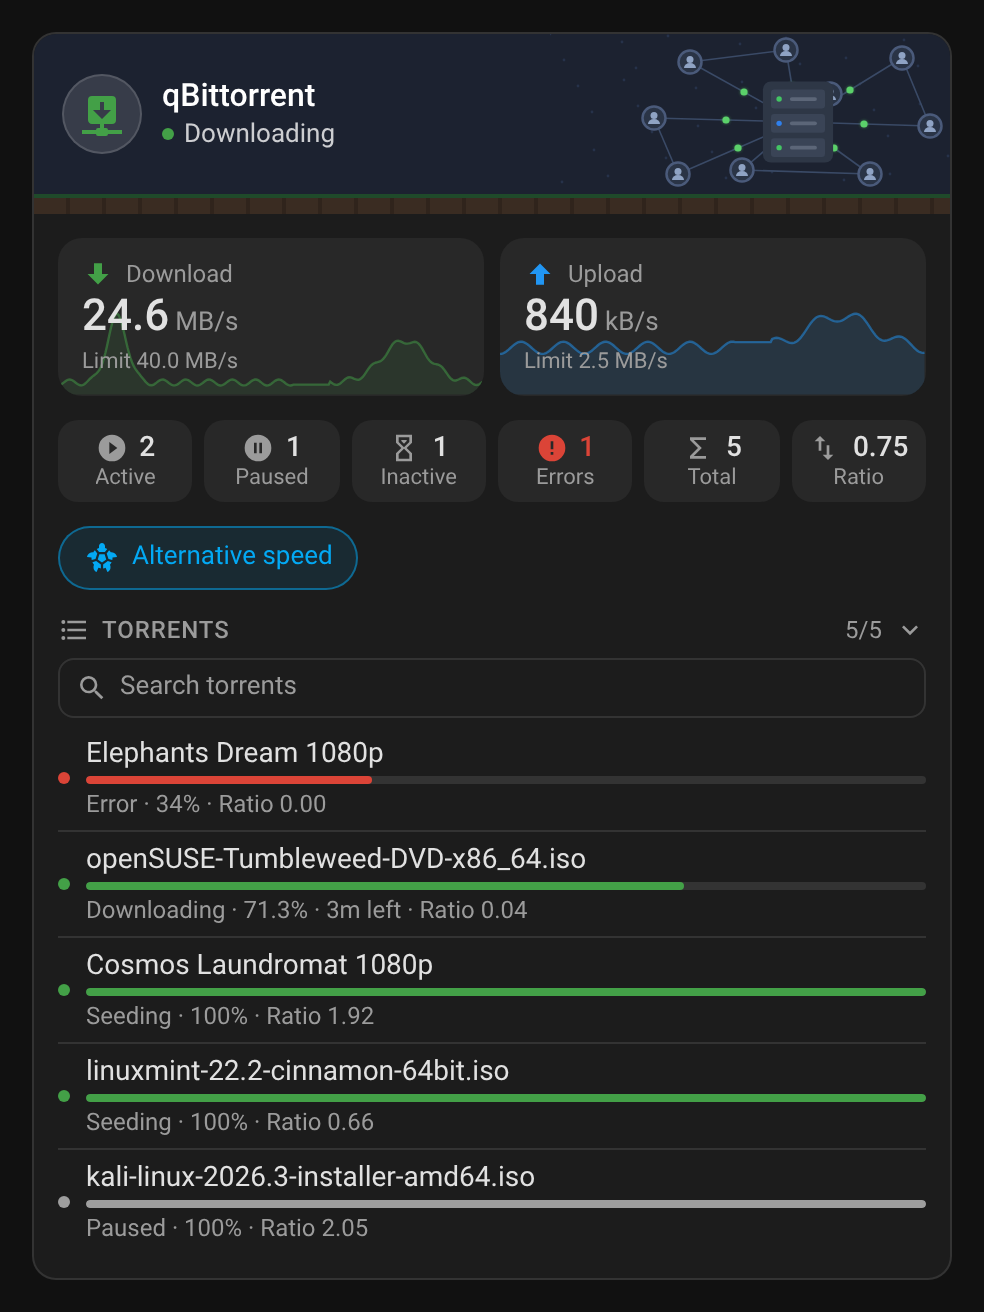 qBittorrent
Downloading
Download
24.6 MB/s
Limit 40.0 MB/s
Upload
840 kB/s
Limit 2.5 MB/s
2
Active
1
Paused
1
Inactive
1
Errors
5
Total
0.75
Ratio
Alternative speed
TORRENTS
5/5
Search torrents
Elephants Dream 1080p
Error · 34% · Ratio 0.00
openSUSE-Tumbleweed-DVD-x86_64.iso
Downloading · 71.3% · 3m left · Ratio 0.04
Cosmos Laundromat 1080p
Seeding · 100% · Ratio 1.92
linuxmint-22.2-cinnamon-64bit.iso
Seeding · 100% · Ratio 0.66
kali-linux-2026.3-installer-amd64.iso
Paused · 100% · Ratio 2.05